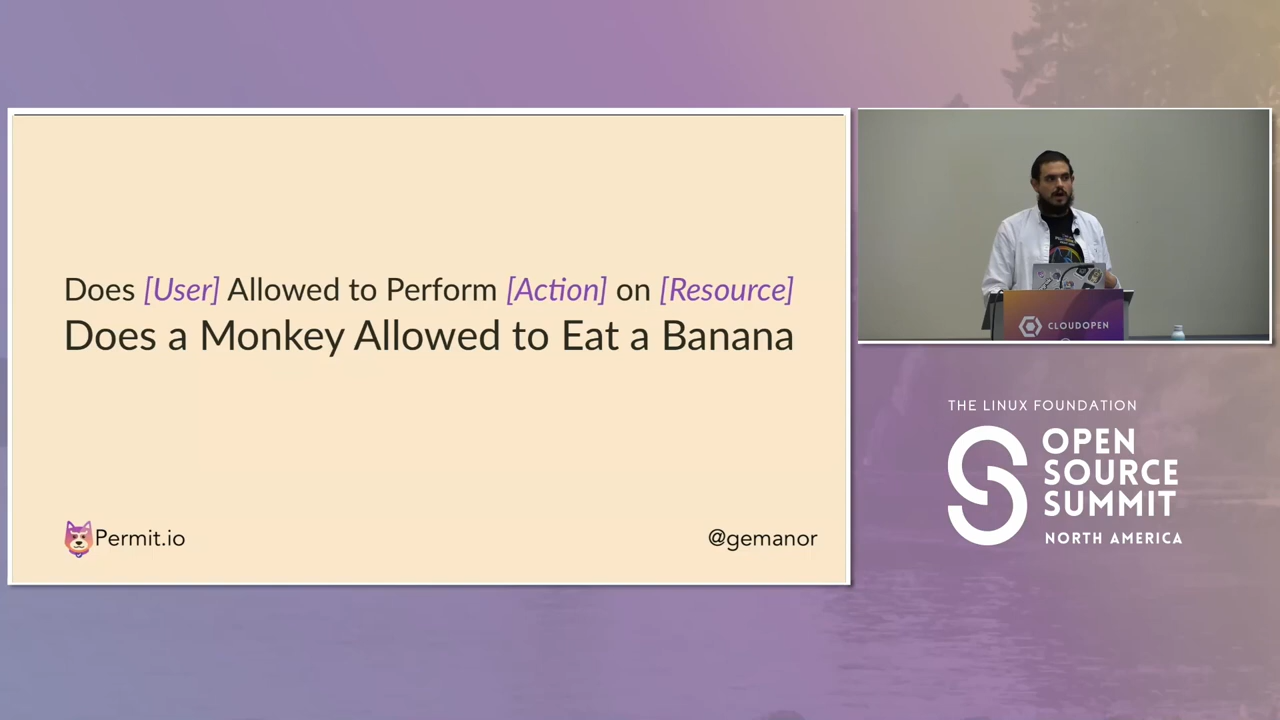 Does [User] Allowed to Perform [Action] on [Resource]
Does a Monkey Allowed to Eat a Banana
Permit.io
@gemanor
CLOUDOPEN
THE LINUX FOUNDATION
OPEN
SOURCE
SUMMIT
NORTH AMERICA